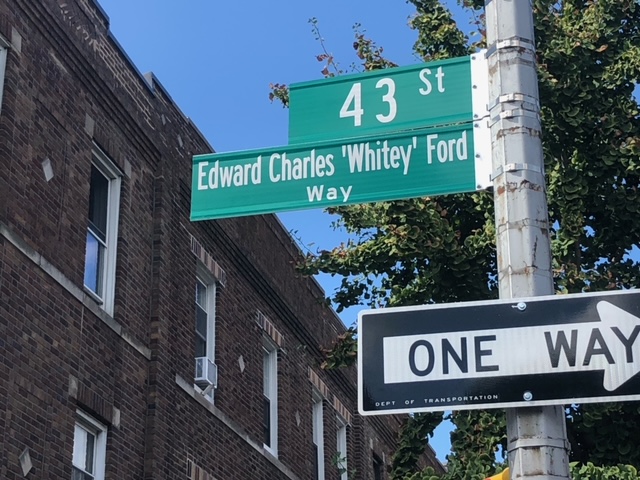 43 St
Edward Charles 'Whitey' Ford
Way
ONE WAY
DEPT OF TRANSPORTATION